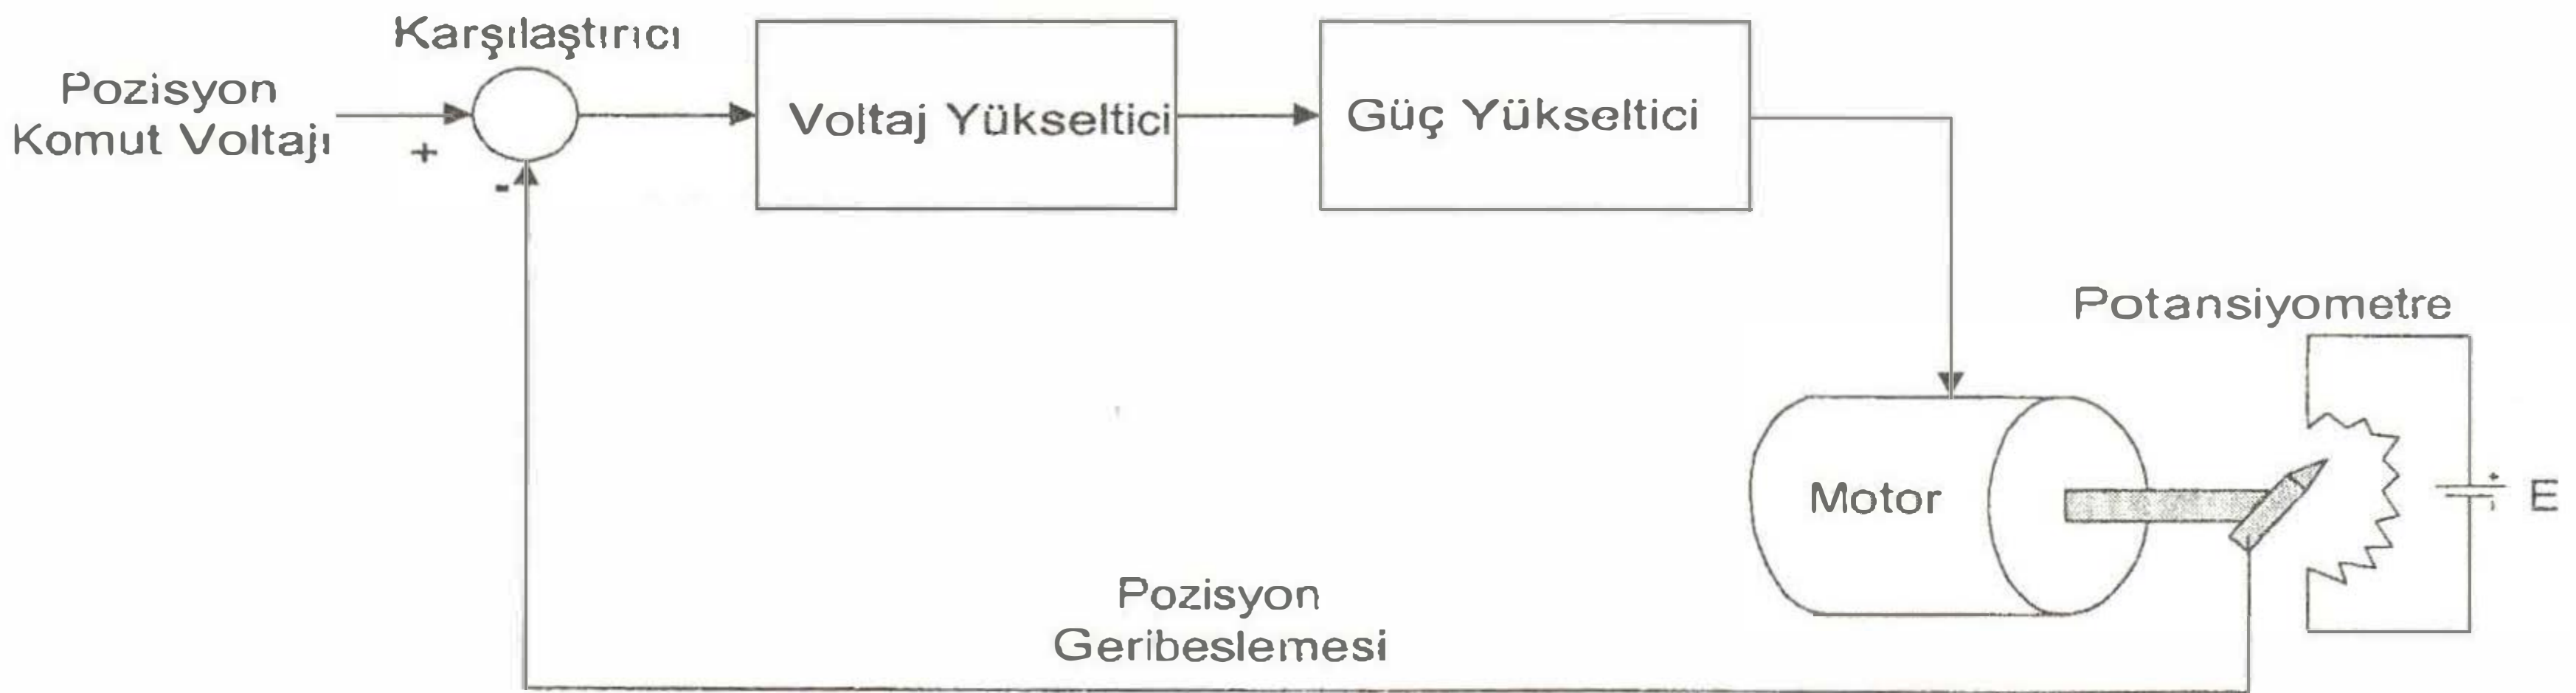 Karşılaştırıcı
Pozisyon
Komut Voltajı
+
-
Voltaj Yükseltici
Güç Yükseltici
Potansiyometre
Motor
+
-
E
Pozisyon
Geribeslemesi